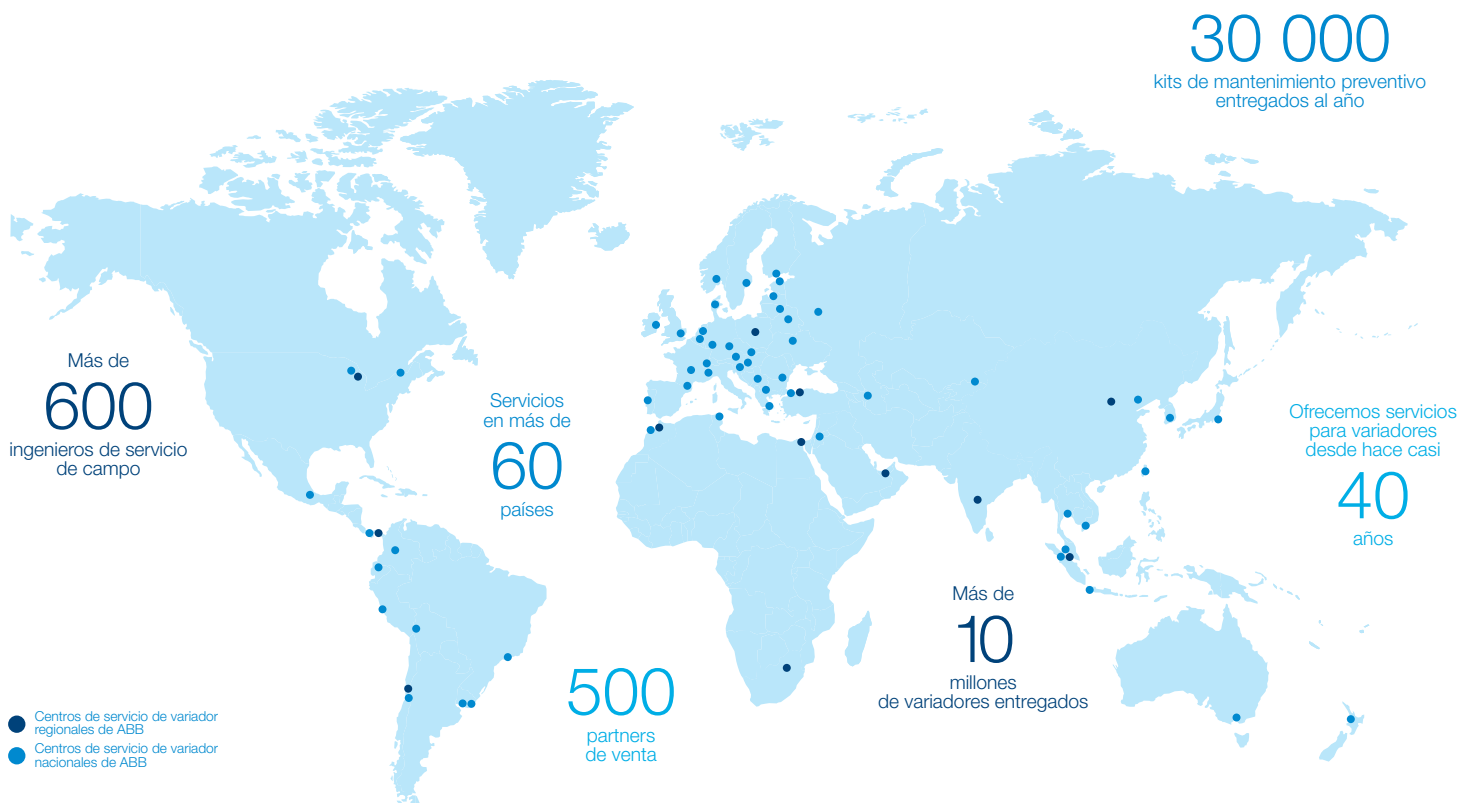 30 000
kits de mantenimiento preventivo
entregados al año
Más de
600
ingenieros de servicio
de campo
Servicios
en más de
60
países
Ofrecemos servicios
para variadores
desde hace casi
40
años
Más de
10
millones
de variadores entregados
500
partners
de venta
Centros de servicio de variador
regionales de ABB
Centros de servicio de variador
nacionales de ABB